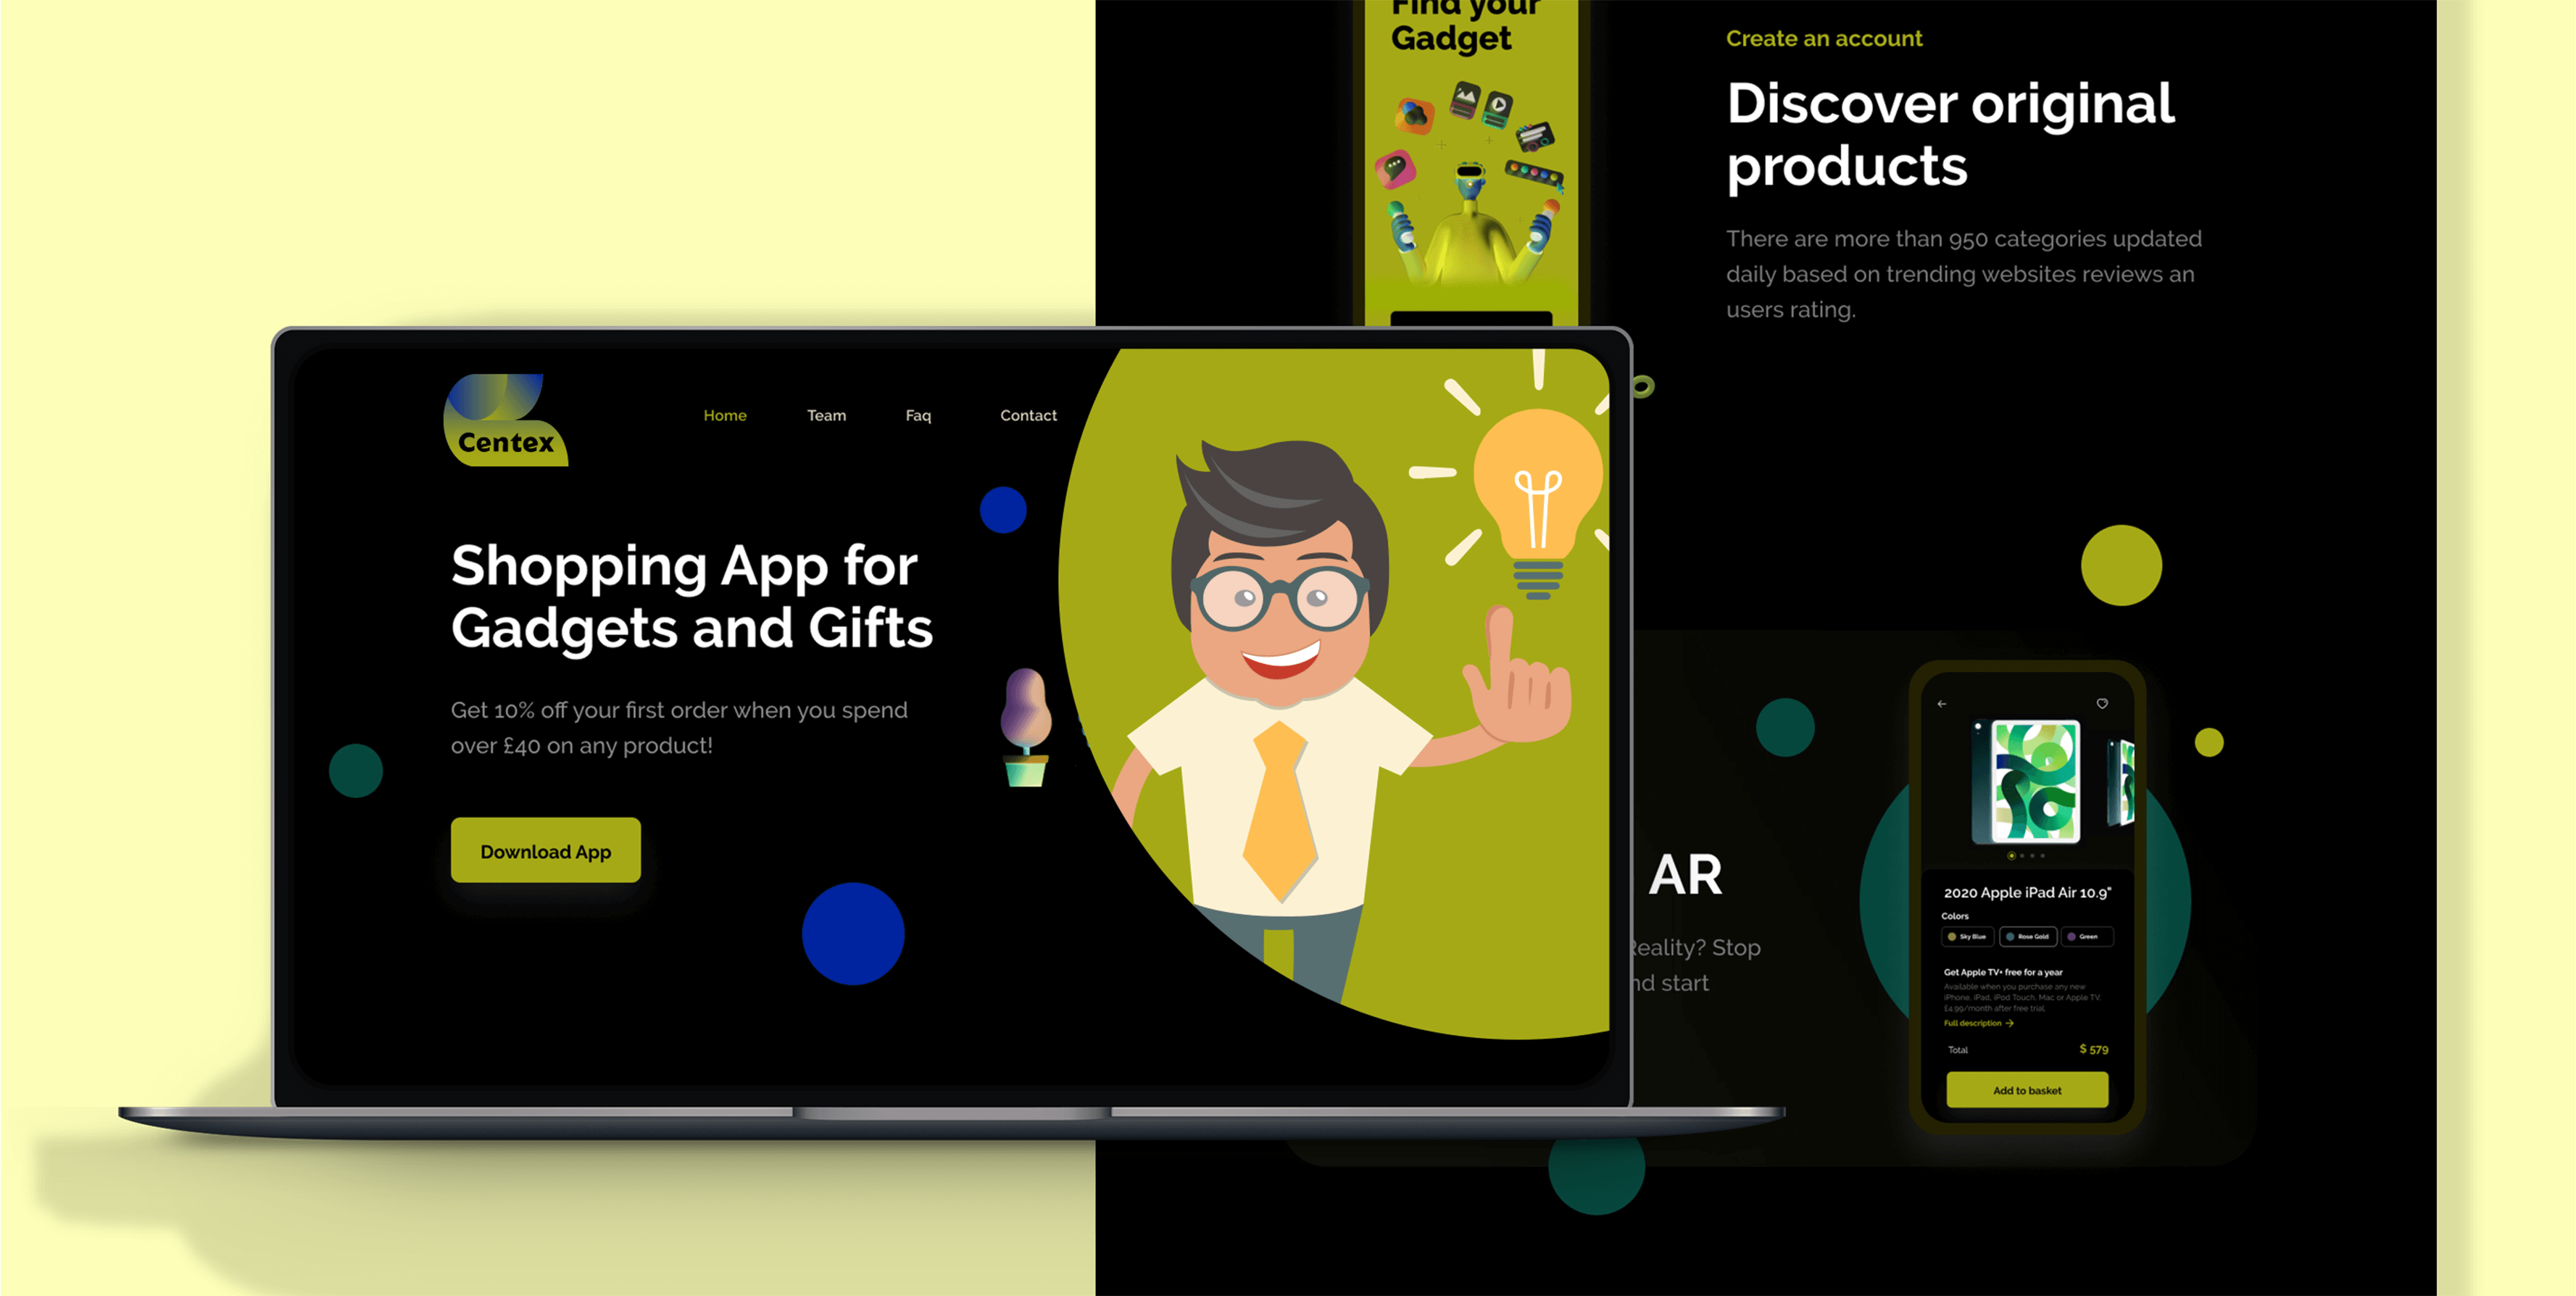 Find your
Gadget
Create an account
Discover original
products
There are more than 950 categories updated
daily based on trending websites reviews an
users rating.
Centex
Home
Team
Faq
Contact
Shopping App for
Gadgets and Gifts
Get 10% off your first order when you spend
over £40 on any product!
Download App
AR
Reality? Stop
nd start
2020 Apple iPad Air 10.9"
Colors
Sky Blue
Rose Gold
Green
Get Apple TV+ free for a year
Available when you purchase any new
iPhone, iPad, iPod Touch, Mac or Apple TV.
£4.99/month after free trial.
Full description →
Total
$ 579
Add to basket